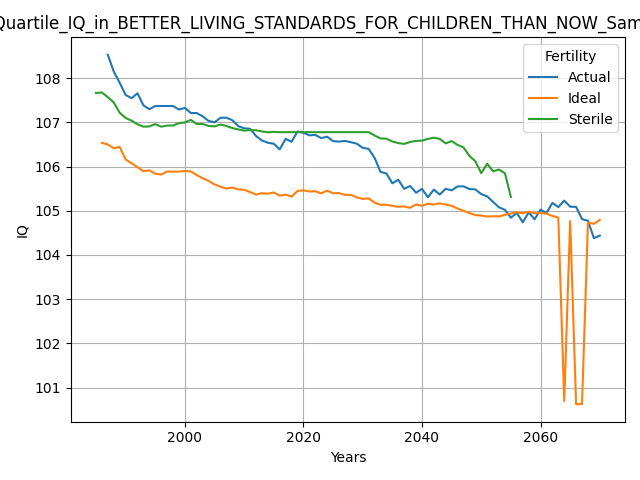 Quartile_IQ_in_BETTER_LIVING_STANDARDS_FOR_CHILDREN_THAN_NOW_Sam
Fertility
Actual
Ideal
Sterile
IQ
108
107
106
105
104
103
102
101
2000
2020
2040
2060
Years